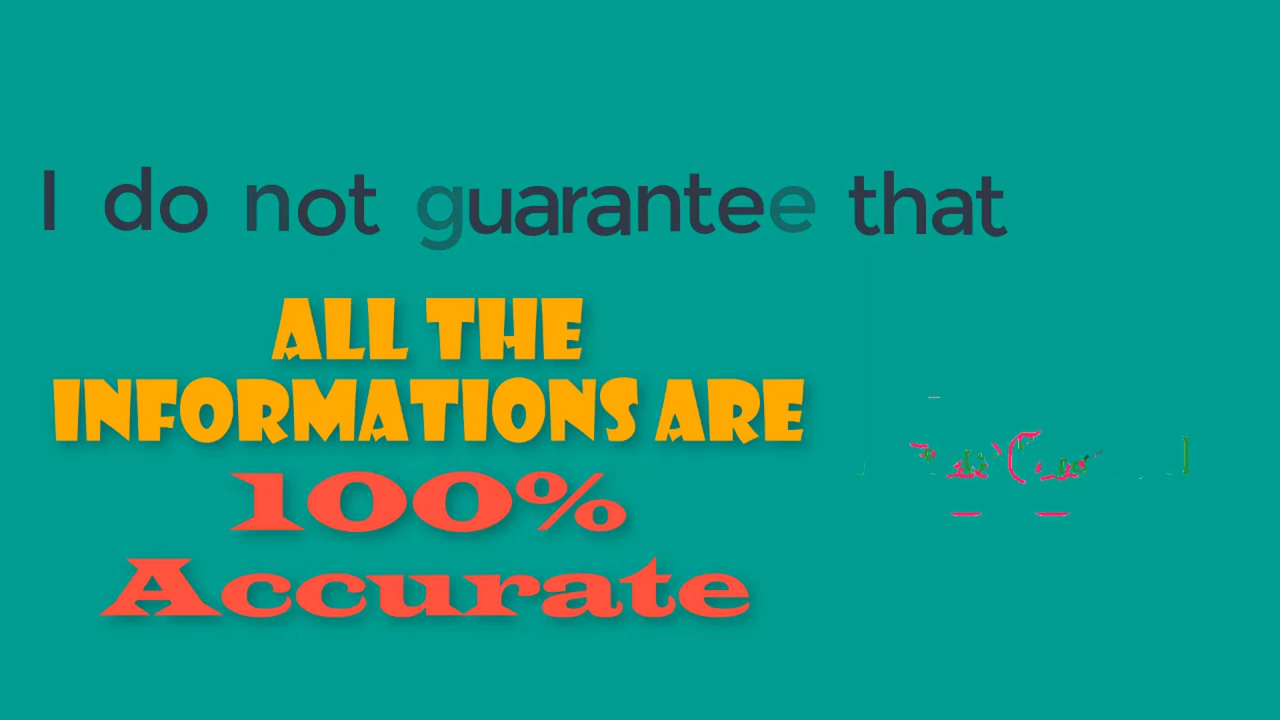 I do not guarantee that
ALL THE
INFORMATIONS ARE
100%
Accurate